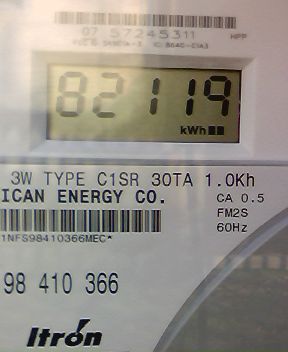 07 57245311 HPP
82119
kWh
3W TYPE C1SR 30TA 1.0Kh
ICAN ENERGY CO. CA 0.5
FM2S
1NFS98410366MEC* 60Hz
98 410 366
Itron